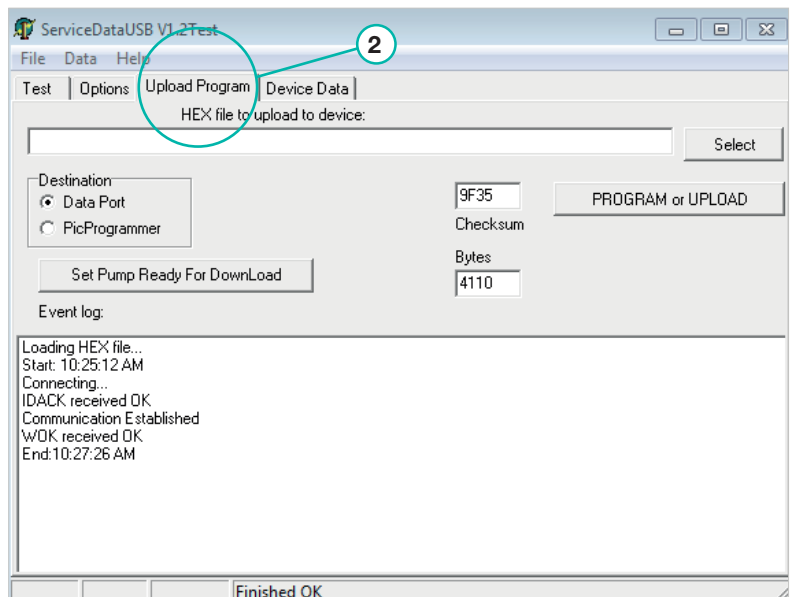 ServiceDataUSB V1.2Test
2
File Data Help
Test Options Upload Program Device Data
HEX file to upload to device:
Select
Destination
Data Port
PicProgrammer
9F35
Checksum
PROGRAM or UPLOAD
Bytes
4110
Set Pump Ready For DownLoad
Event log:
Loading HEX file...
Start: 10:25:12 AM
Connecting...
IDACK received OK
Communication Established
WOK received OK
End:10:27:26 AM
Finished OK